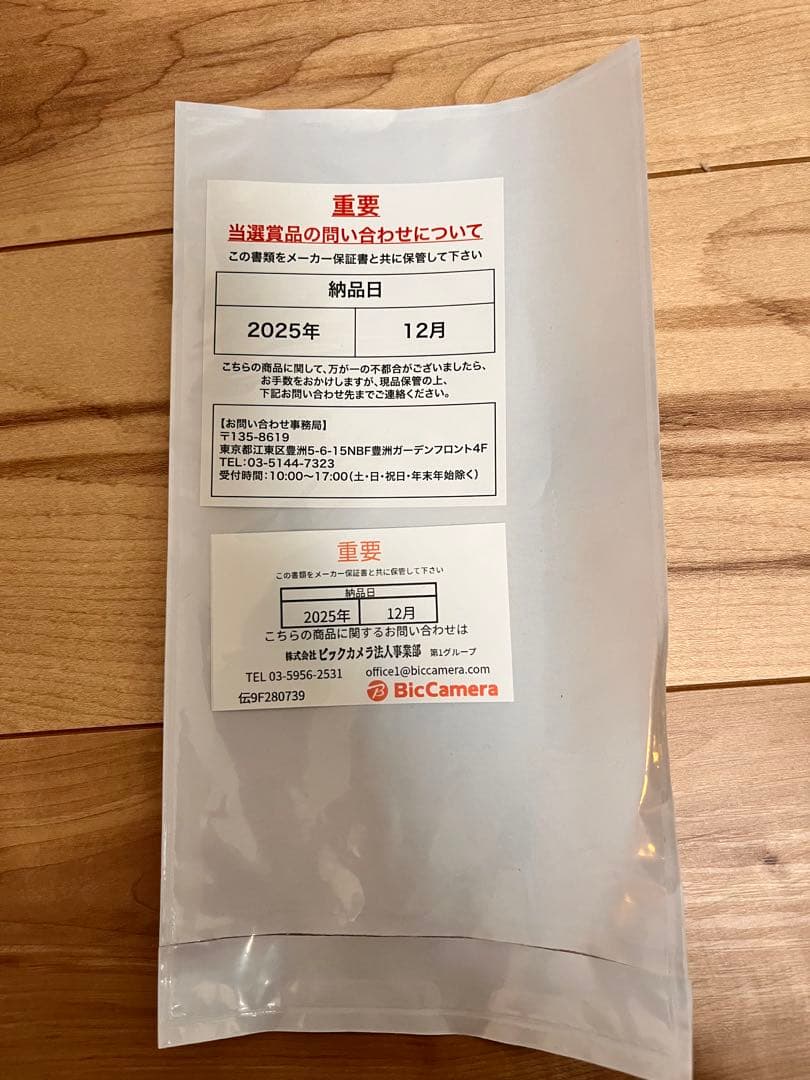 重要
当選賞品の問い合わせについて
この書類をメーカー保証書と共に保管して下さい
納品日
2025年 12月
こちらの商品に関して、万が一の不都合がございましたら、
お手数をおかけしますが、現品保管の上、
下記お問い合わせ先までご連絡ください。
【お問い合わせ事務局】
〒135-8619
東京都江東区豊洲5-6-15NBF豊洲ガーデンフロント4F
TEL:03-5144-7323
受付時間:10:00～17:00(土・日・祝日・年末年始除く)
重要
この書類をメーカー保証書と共に保管して下さい
納品日
2025年 12月
こちらの商品に関するお問い合わせは
株式会社 ビックカメラ法人事業部 第1グループ
TEL 03-5956-2531 office1@biccamera.com
伝9F280739 B BicCamera